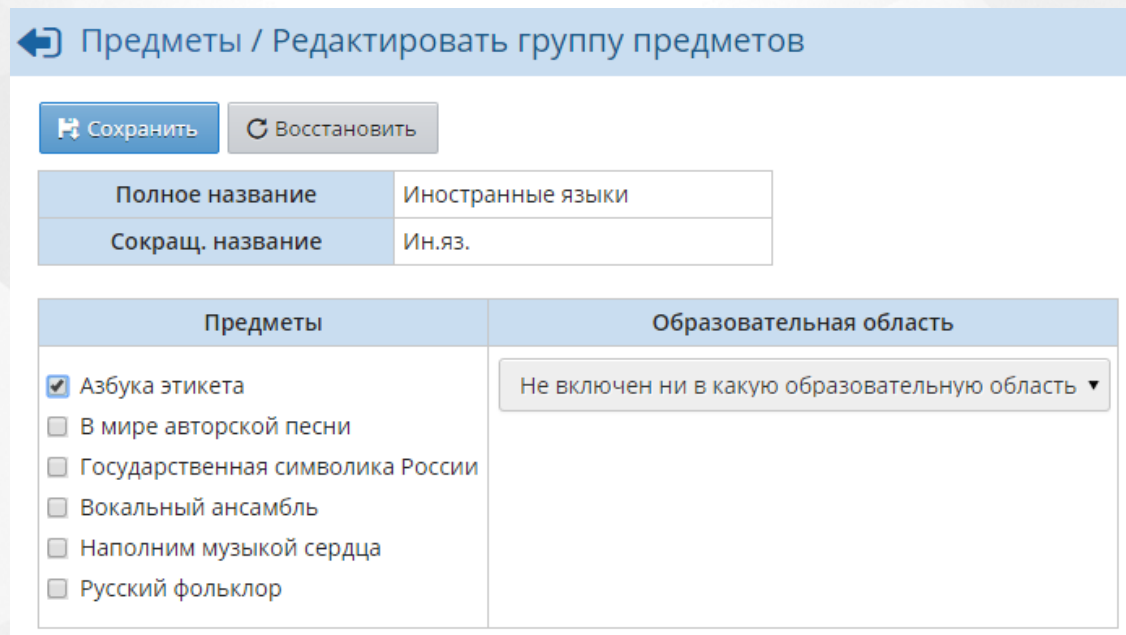 Предметы / Редактировать группу предметов
Сохранить Восстановить
Полное название Иностранные языки
Сокращ. название Ин.яз.
Предметы Образовательная область
Азбука этикета Не включен ни в какую образовательную область
В мире авторской песни
Государственная символика России
Вокальный ансамбль
Наполним музыкой сердца
Русский фольклор